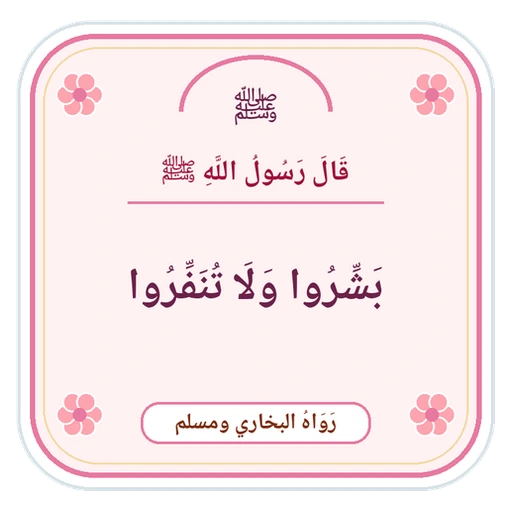 ﷺ
قَالَ رَسُولُ اللَّهِ ﷺ
بَشِّرُوا وَلَا تُنَفِّرُوا
رَوَاهُ البخاري ومسلم